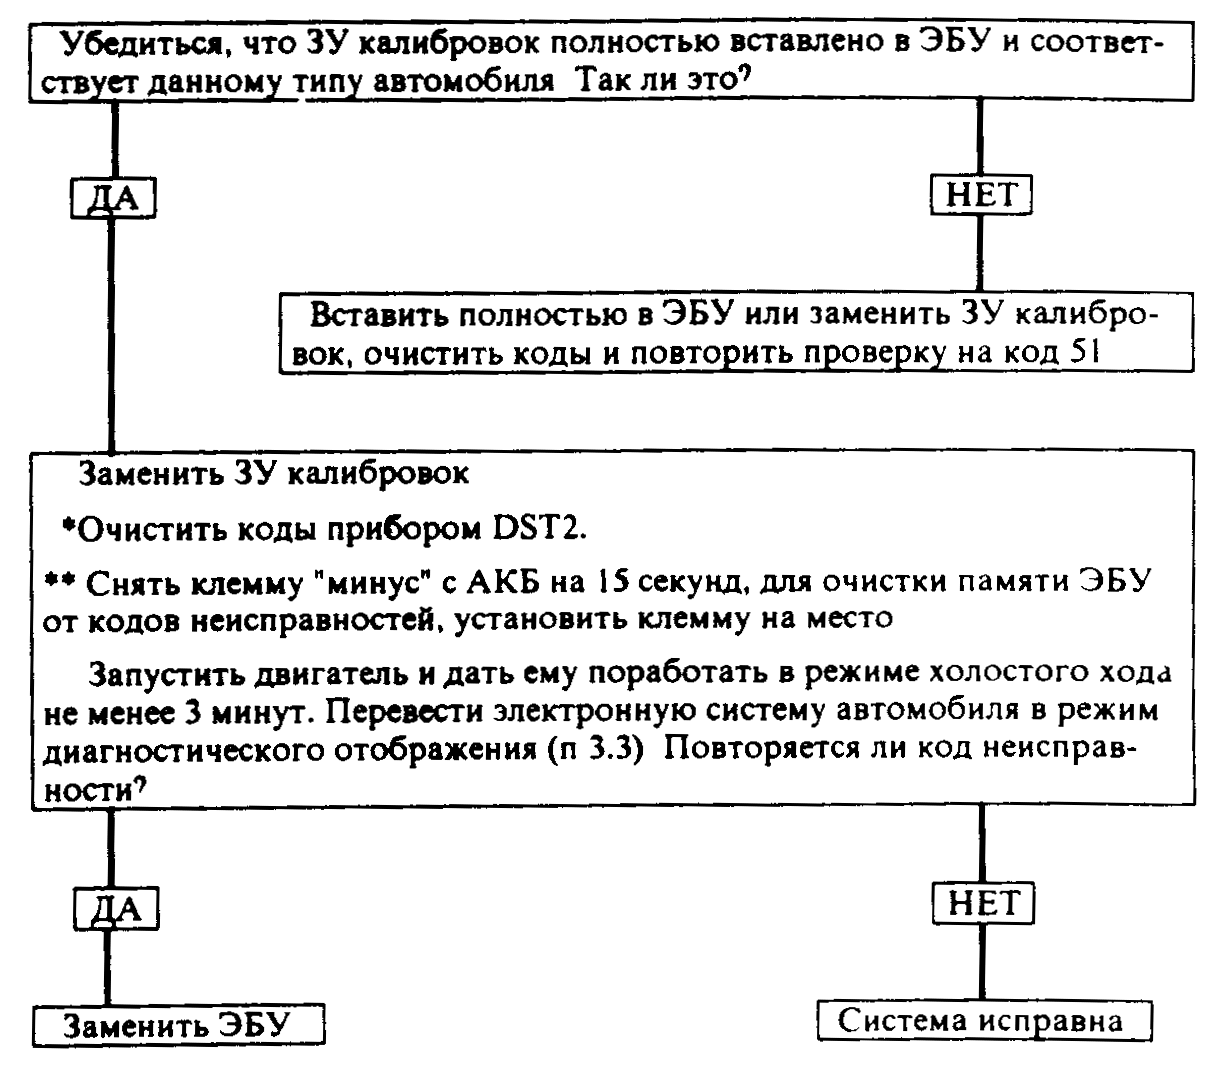 Убедиться, что ЗУ калибровок полностью вставлено в ЭБУ и соответ-
ствует данному типу автомобиля Так ли это?
ДА
НЕТ
Вставить полностью в ЭБУ или заменить ЗУ калибро-
вок, очистить коды и повторить проверку на код 51
Заменить ЗУ калибровок
*Очистить коды прибором DST2.
** Снять клемму "минус" с АКБ на 15 секунд, для очистки памяти ЭБУ
от кодов неисправностей, установить клемму на место
Запустить двигатель и дать ему поработать в режиме холостого хода
не менее 3 минут. Перевести электронную систему автомобиля в режим
диагностического отображения (п 3.3) Повторяется ли код неисправ-
ности?
ДА
НЕТ
Заменить ЭБУ
Система исправна